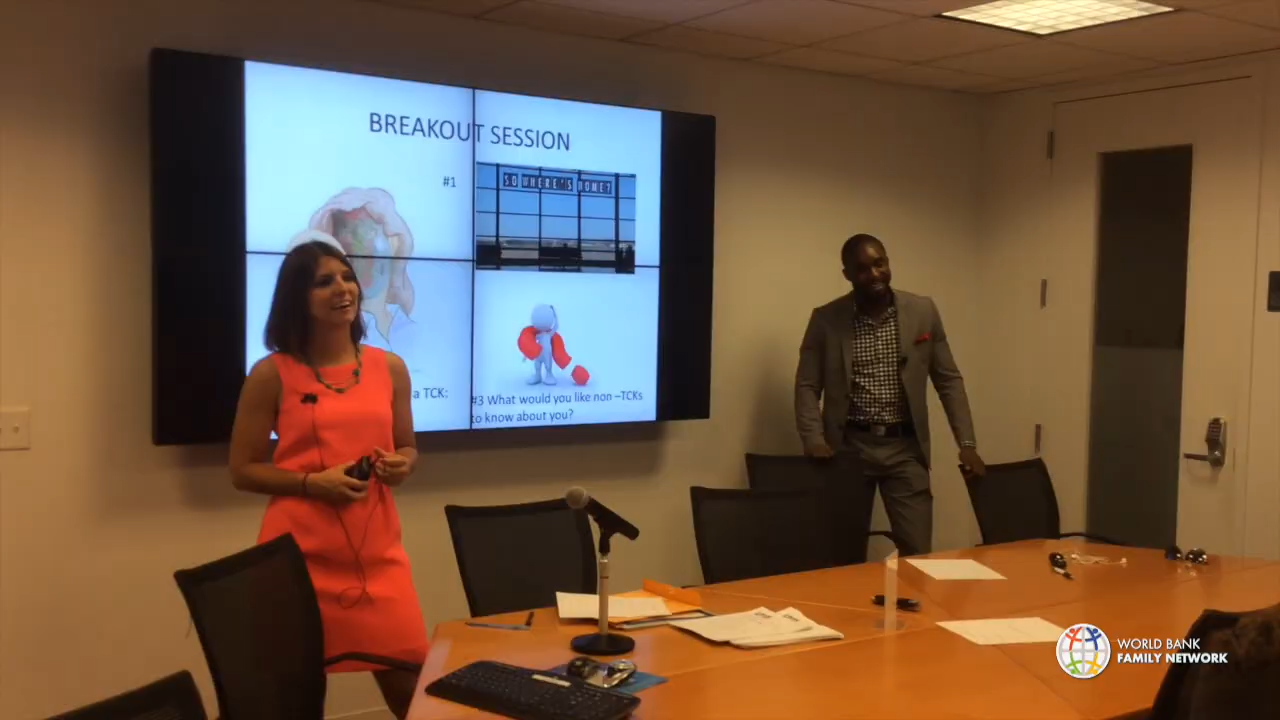 BREAKOUT SESSION
#1
SO WHERE'S HOME?
a TCK:
#3 What would you like non –TCKs
to know about you?
WORLD BANK
FAMILY NETWORK